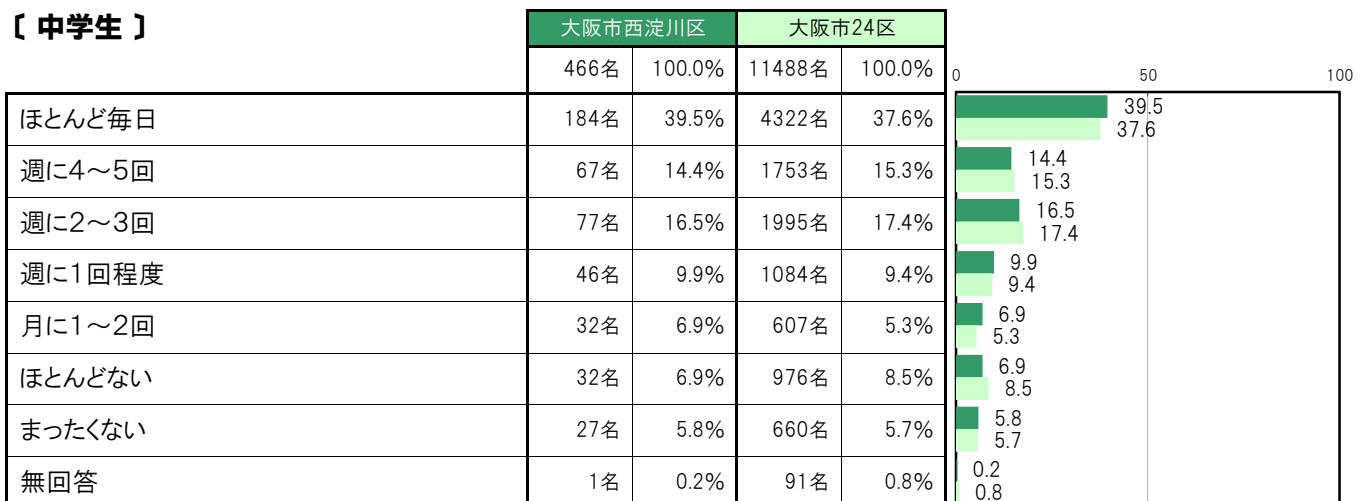 〔 中学生 〕
大阪市西淀川区 大阪市24区
466名 100.0% 11488名 100.0%
0 50 100
ほとんど毎日 184名 39.5% 4322名 37.6%
39.5
37.6
週に4～5回 67名 14.4% 1753名 15.3%
14.4
15.3
週に2～3回 77名 16.5% 1995名 17.4%
16.5
17.4
週に1回程度 46名 9.9% 1084名 9.4%
9.9
9.4
月に1～2回 32名 6.9% 607名 5.3%
6.9
5.3
ほとんどない 32名 6.9% 976名 8.5%
6.9
8.5
まったくない 27名 5.8% 660名 5.7%
5.8
5.7
無回答 1名 0.2% 91名 0.8%
0.2
0.8